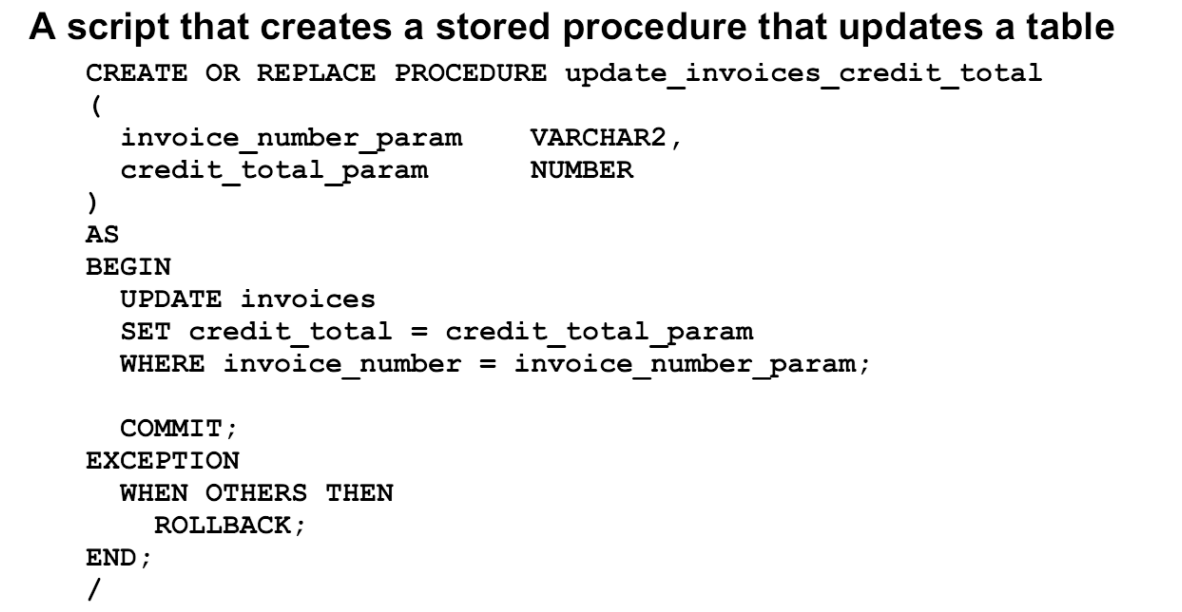 A script that creates a stored procedure that updates a table
CREATE OR REPLACE PROCEDURE update_invoices_credit_total
(
  invoice_number_param    VARCHAR2,
  credit_total_param      NUMBER
)
AS
BEGIN
  UPDATE invoices
  SET credit_total = credit_total_param
  WHERE invoice_number = invoice_number_param;

  COMMIT;
EXCEPTION
  WHEN OTHERS THEN
    ROLLBACK;
END;
/